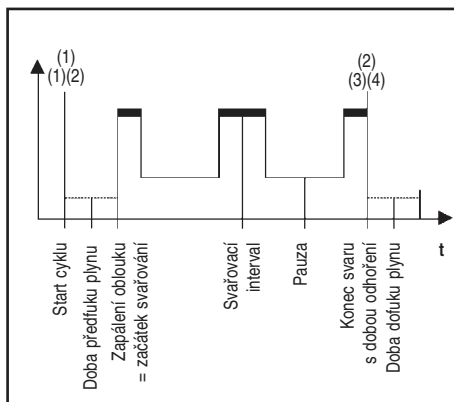 (1)
(1)(2)
(2)
(3)(4)
t
Start cyklu
Doba předfuku plynu
Zapálení oblouku
= začátek svařování
Svařovací
interval
Pauza
Konec svaru
s dobou odhoření
Doba dofuku plynu